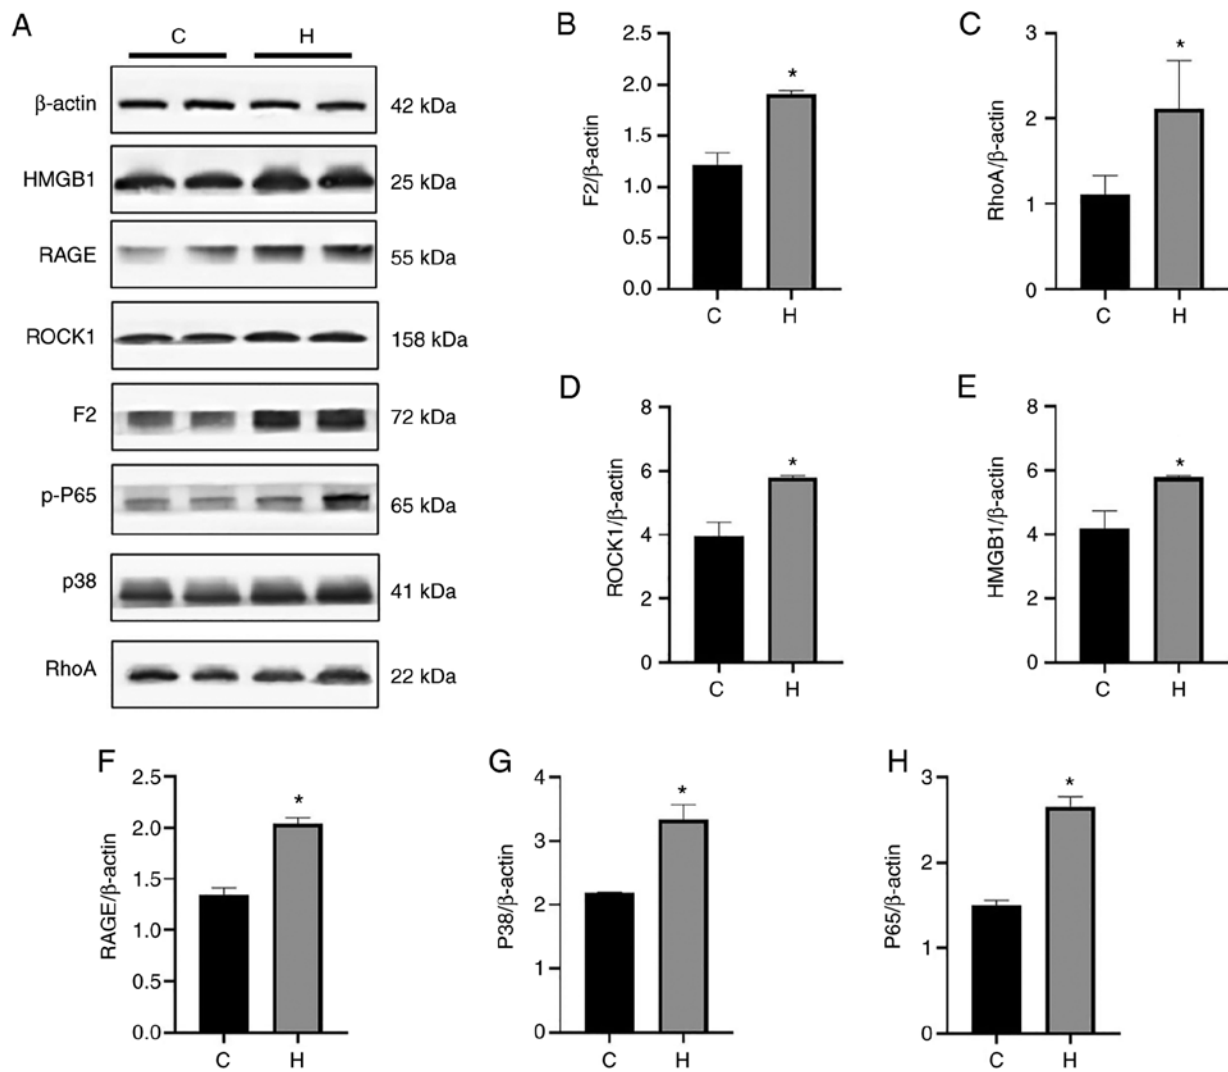 A
C H
β-actin 42 kDa
HMGB1 25 kDa
RAGE 55 kDa
ROCK1 158 kDa
F2 72 kDa
p-P65 65 kDa
p38 41 kDa
RhoA 22 kDa
B
F2/β-actin
2.5
2.0
1.5
1.0
0.5
0.0
*
C H
C
RhoA/β-actin
3
2
1
0
*
C H
D
ROCK1/β-actin
8
6
4
2
0
*
C H
E
HMGB1/β-actin
8
6
4
2
0
*
C H
F
RAGE/β-actin
2.5
2.0
1.5
1.0
0.5
0.0
*
C H
G
P38/β-actin
4
3
2
1
0
*
C H
H
P65/β-actin
3
2
1
0
*
C H